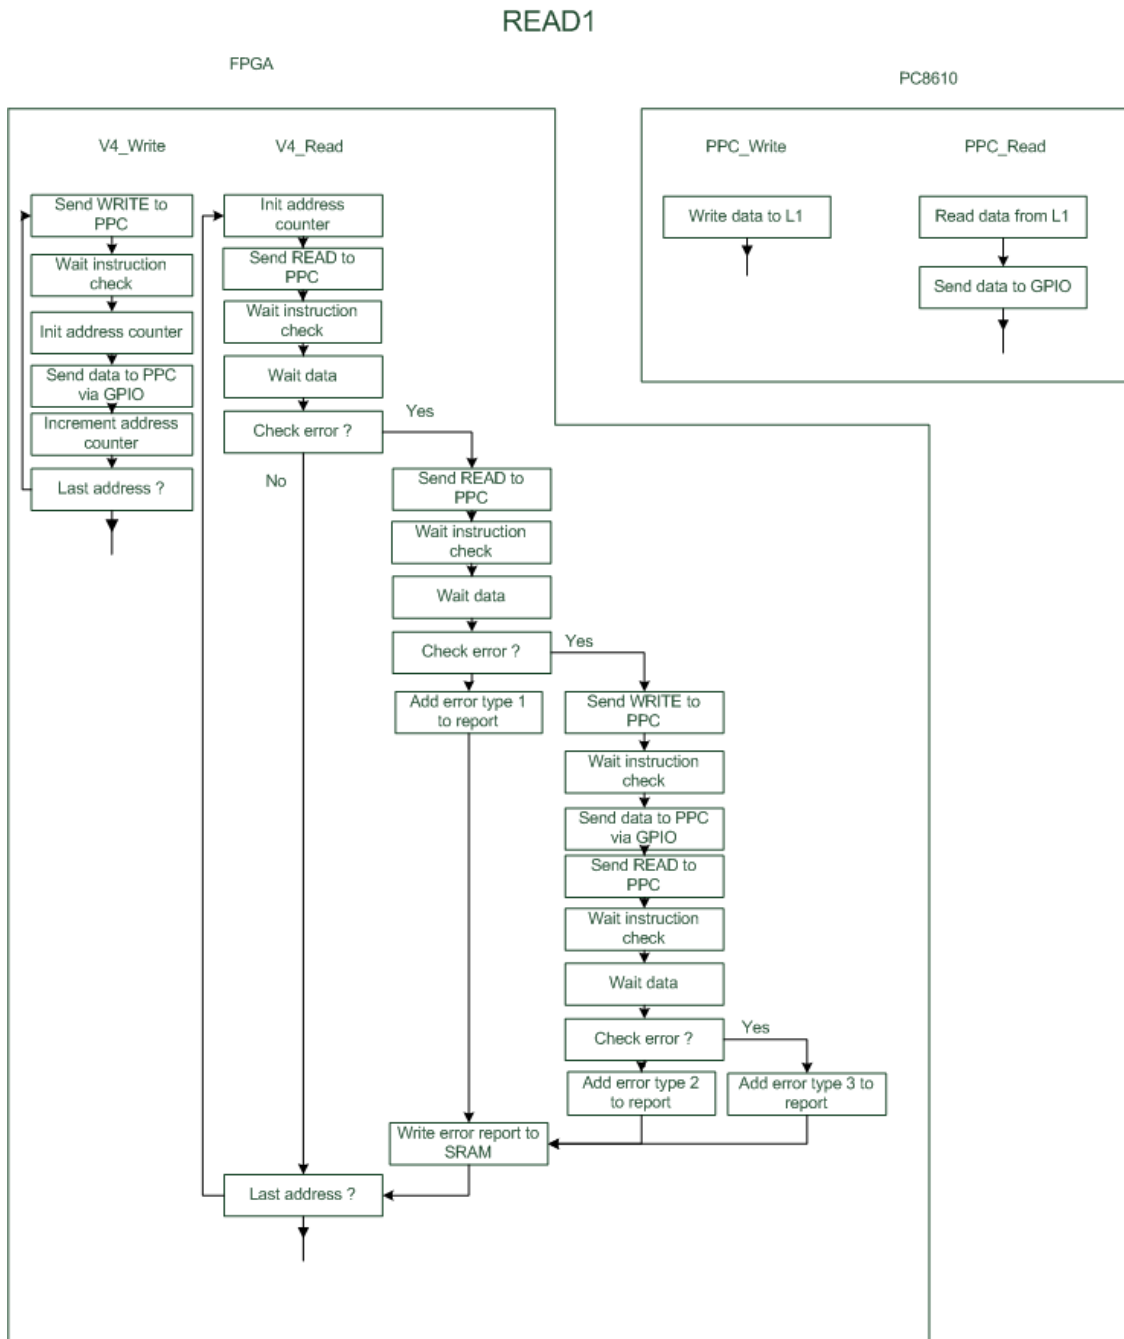 READ1
FPGA
PC8610
V4_Write
V4_Read
PPC_Write
PPC_Read
Send WRITE to
PPC
Wait instruction
check
Init address counter
Send data to PPC
via GPIO
Increment address
counter
Last address ?
Init address
counter
Send READ to
PPC
Wait instruction
check
Wait data
Check error ?
Yes
No
Write data to L1
Read data from L1
Send data to GPIO
Send READ to
PPC
Wait instruction
check
Wait data
Check error ?
Yes
Add error type 1
to report
Send WRITE to
PPC
Wait instruction
check
Send data to PPC
via GPIO
Send READ to
PPC
Wait instruction
check
Wait data
Check error ?
Yes
Add error type 2
to report
Add error type 3 to
report
Write error report to
SRAM
Last address ?